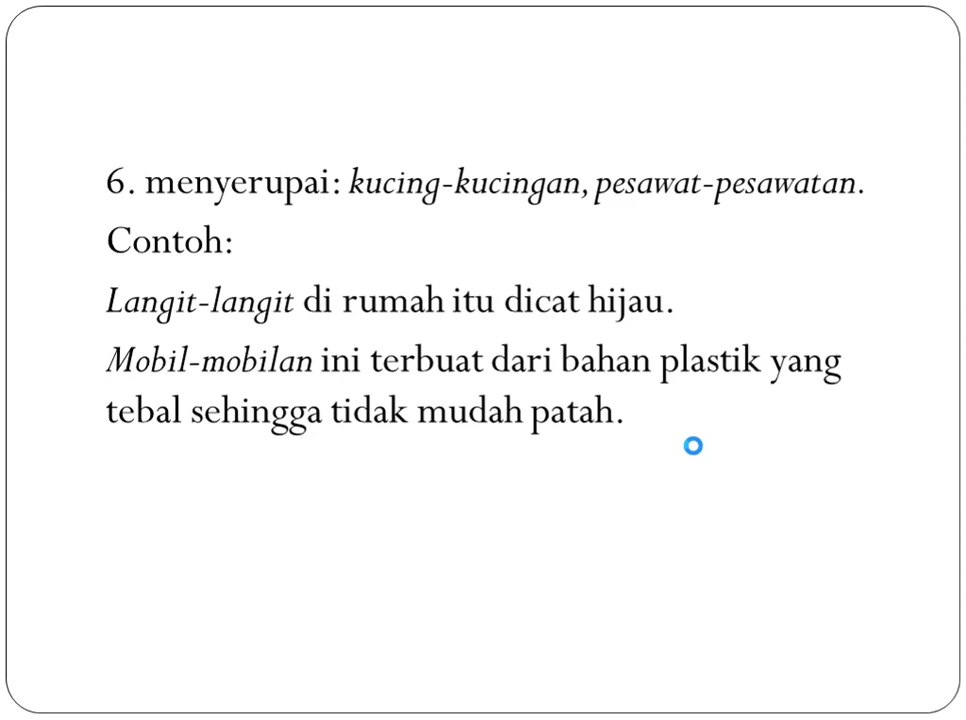 6. menyerupai: kucing-kucingan, pesawat-pesawatan.
Contoh:
Langit-langit di rumah itu dicat hijau.
Mobil-mobilan ini terbuat dari bahan plastik yang
tebal sehingga tidak mudah patah.